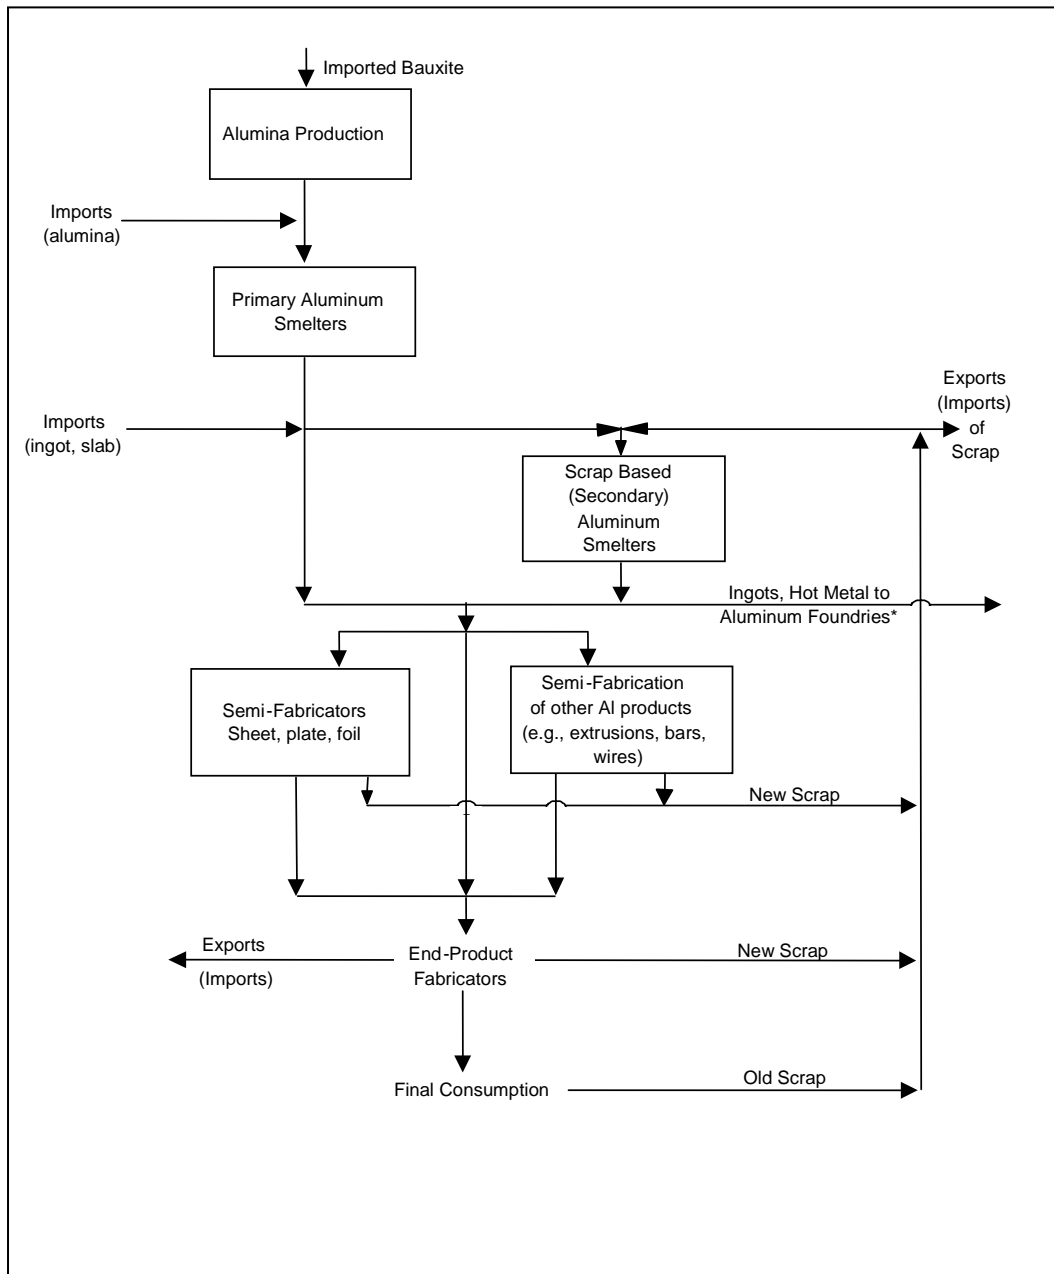 Imported Bauxite
Alumina Production
Imports
(alumina)
Primary Aluminum
Smelters
Imports
(ingot, slab)
Exports
(Imports)
of
Scrap
Scrap Based
(Secondary)
Aluminum
Smelters
Ingots, Hot Metal to
Aluminum Foundries*
Semi-Fabricators
Sheet, plate, foil
Semi-Fabrication
of other Al products
(e.g., extrusions, bars,
wires)
New Scrap
Exports
(Imports)
End-Product
Fabricators
New Scrap
Final Consumption
Old Scrap